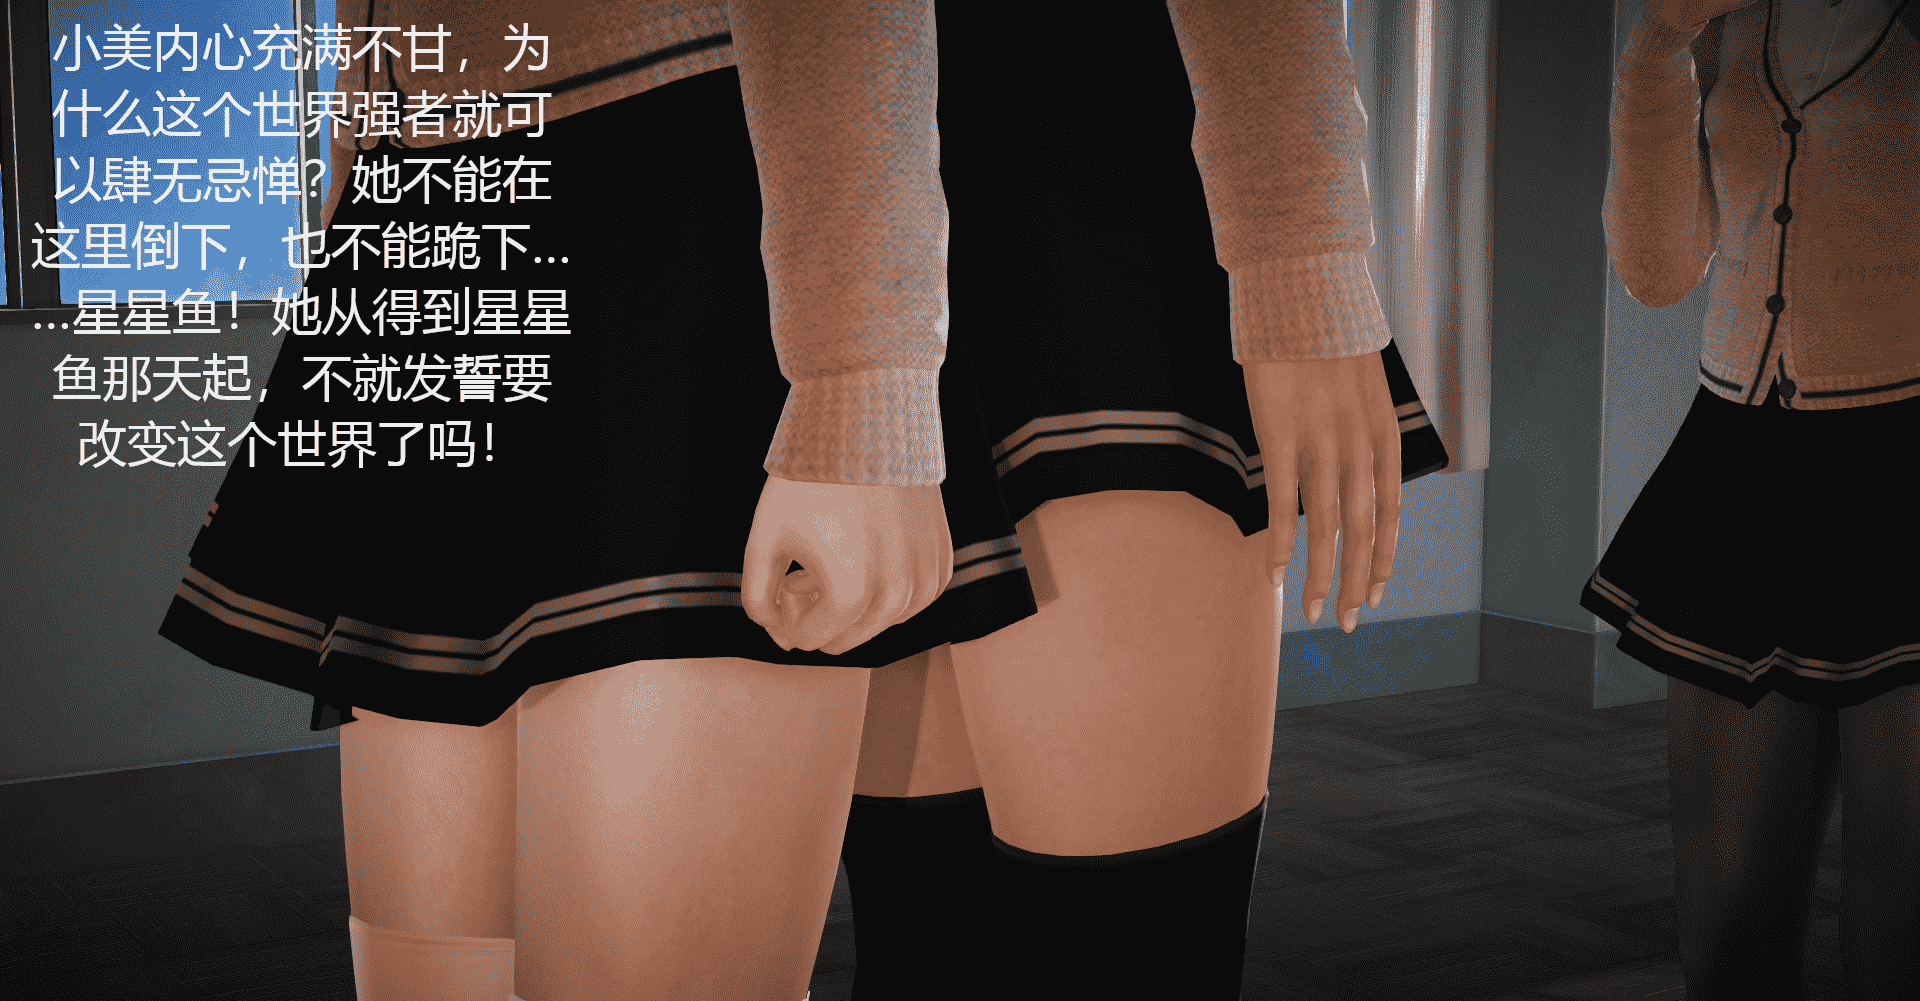 小美内心充满不甘，为
什么这个世界强者就可
以肆无忌惮？她不能在
这里倒下，也不能跪下...
...星星鱼！她从得到星星
鱼那天起，不就发誓要
改变这个世界了吗！